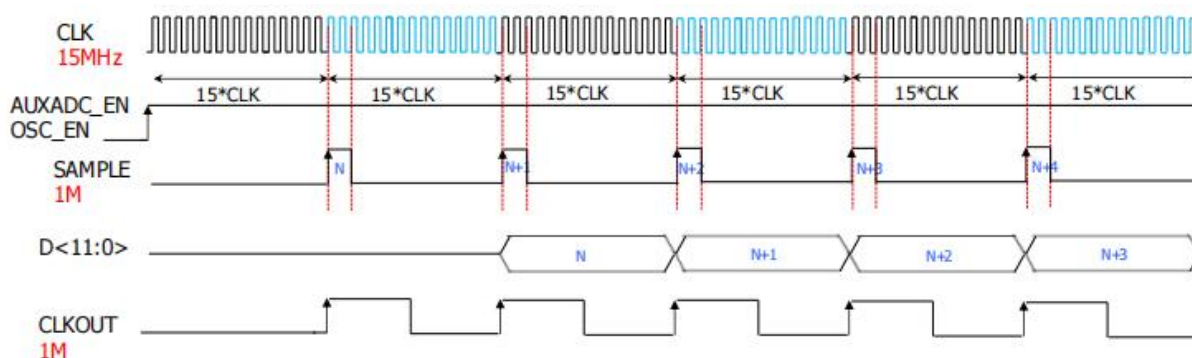 CLK
15MHz
15*CLK 15*CLK 15*CLK 15*CLK 15*CLK 15*CLK
AUXADC_EN
OSC_EN
SAMPLE
1M
N N+1 N+2 N+3 N+4
D<11:0> N N+1 N+2 N+3
CLKOUT
1M